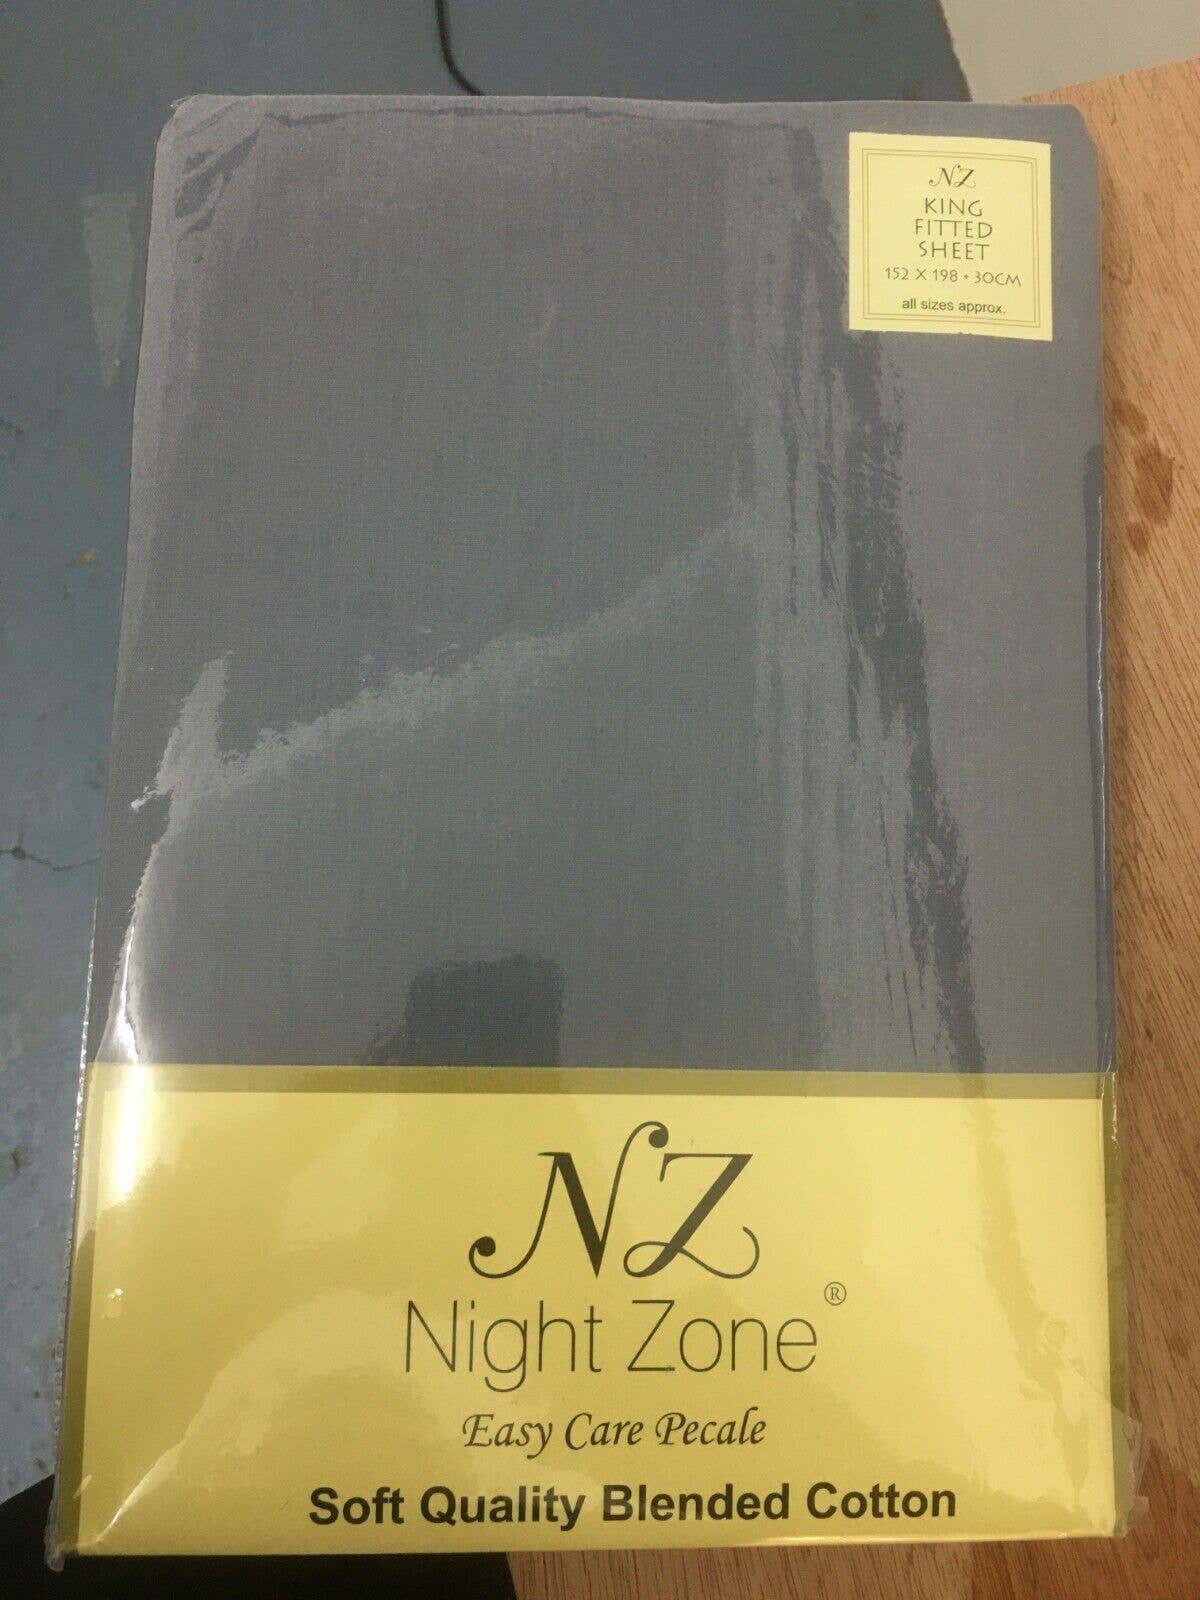 NZ
KING
FITTED
SHEET
152 X 198 + 30CM
all sizes approx.
NZ
Night Zone®
Easy Care Pecale
Soft Quality Blended Cotton